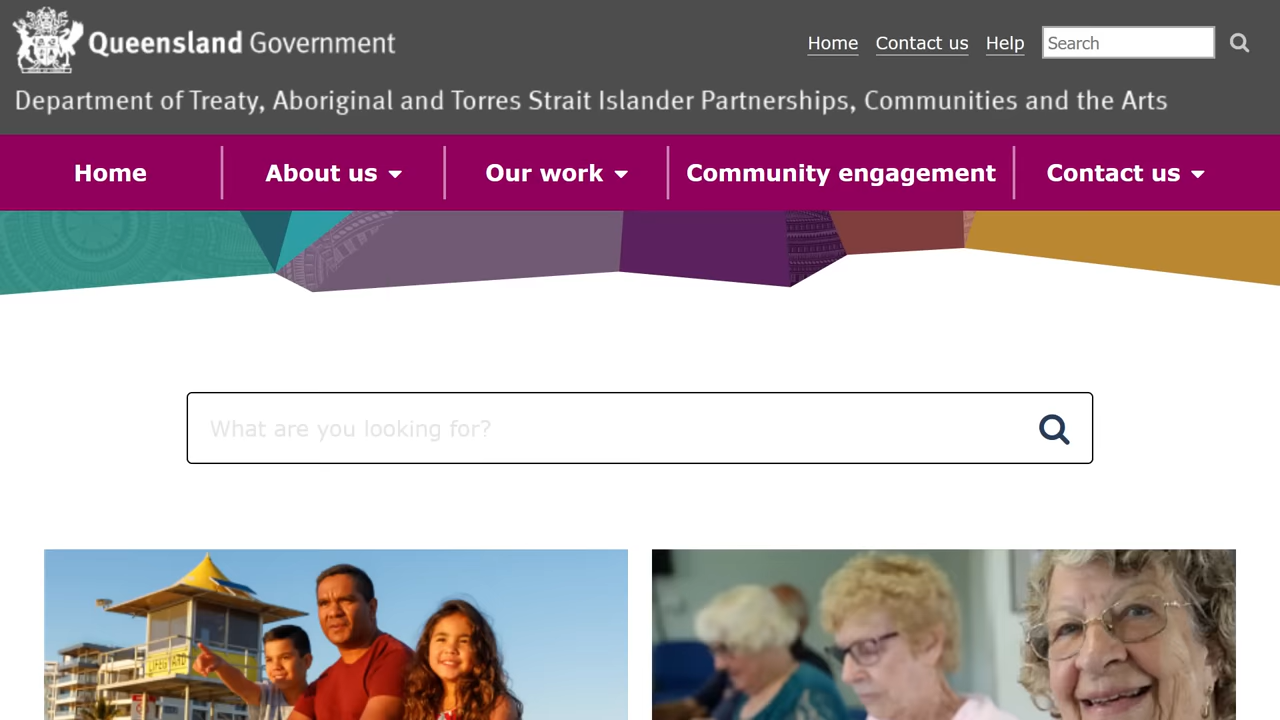 Queensland Government
Home Contact us Help Search
Department of Treaty, Aboriginal and Torres Strait Islander Partnerships, Communities and the Arts
Home About us Our work Community engagement Contact us
What are you looking for?
LIFEGUARD